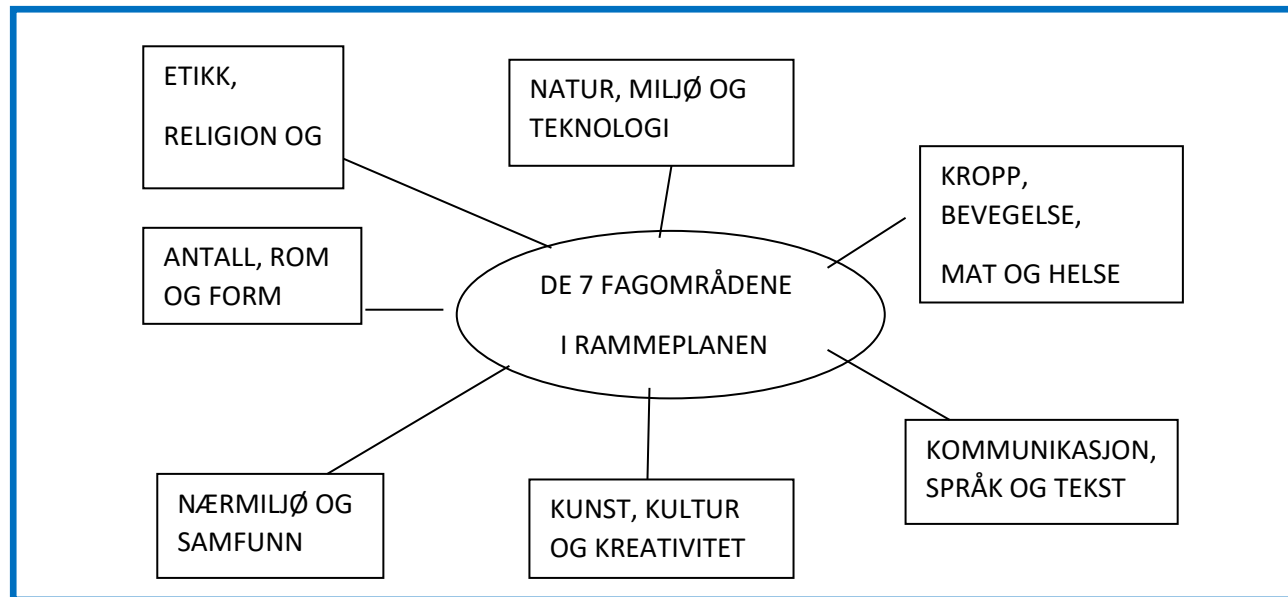 ETIKK,
RELIGION OG
NATUR, MILJØ OG
TEKNOLOGI
KROPP,
BEVEGELSE,
MAT OG HELSE
ANTALL, ROM
OG FORM
DE 7 FAGOMRÅDENE
I RAMMEPLANEN
KOMMUNIKASJON,
SPRÅK OG TEKST
NÆRMILJØ OG
SAMFUNN
KUNST, KULTUR
OG KREATIVITET